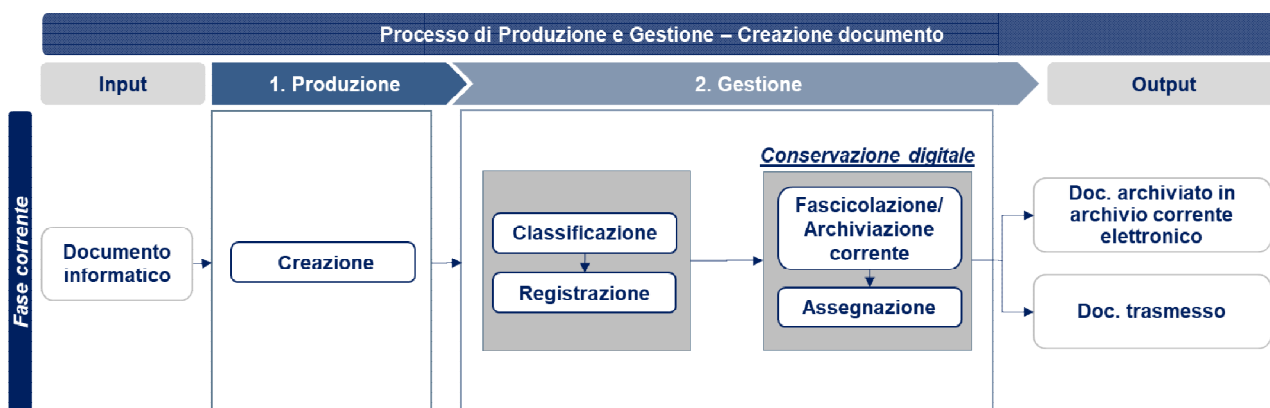 Processo di Produzione e Gestione – Creazione documento
Input
1. Produzione
2. Gestione
Output
Fase corrente
Documento
informatico
Creazione
Classificazione
Registrazione
Conservazione digitale
Fascicolazione/
Archiviazione
corrente
Assegnazione
Doc. archiviato in
archivio corrente
elettronico
Doc. trasmesso